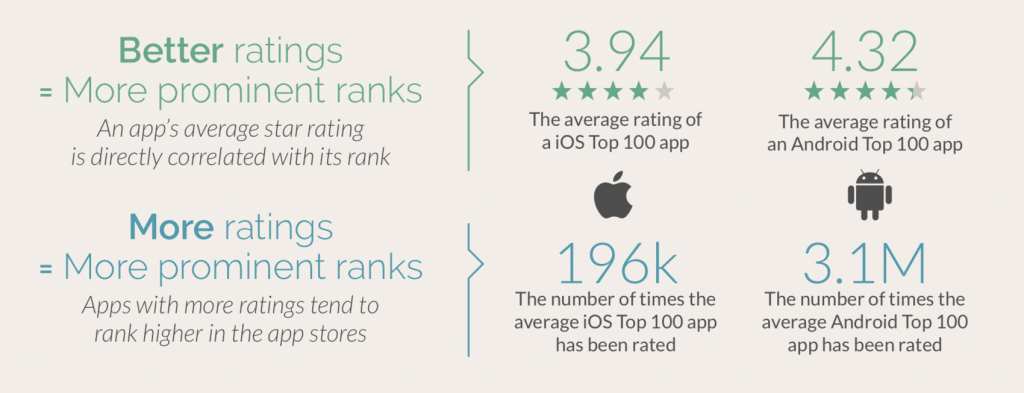 Better ratings
= More prominent ranks
An app's average star rating
is directly correlated with its rank
3.94
The average rating of
a iOS Top 100 app
4.32
The average rating of
an Android Top 100 app
More ratings
= More prominent ranks
Apps with more ratings tend to
rank higher in the app stores
196k
The number of times the
average iOS Top 100 app
has been rated
3.1M
The number of times the
average Android Top 100
app has been rated